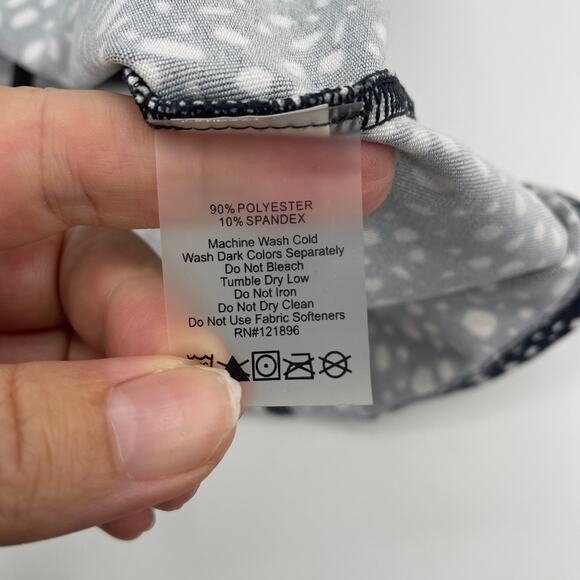 90% POLYESTER
10% SPANDEX
Machine Wash Cold
Wash Dark Colors Separately
Do Not Bleach
Tumble Dry Low
Do Not Iron
Do Not Dry Clean
Do Not Use Fabric Softeners
RN#121896